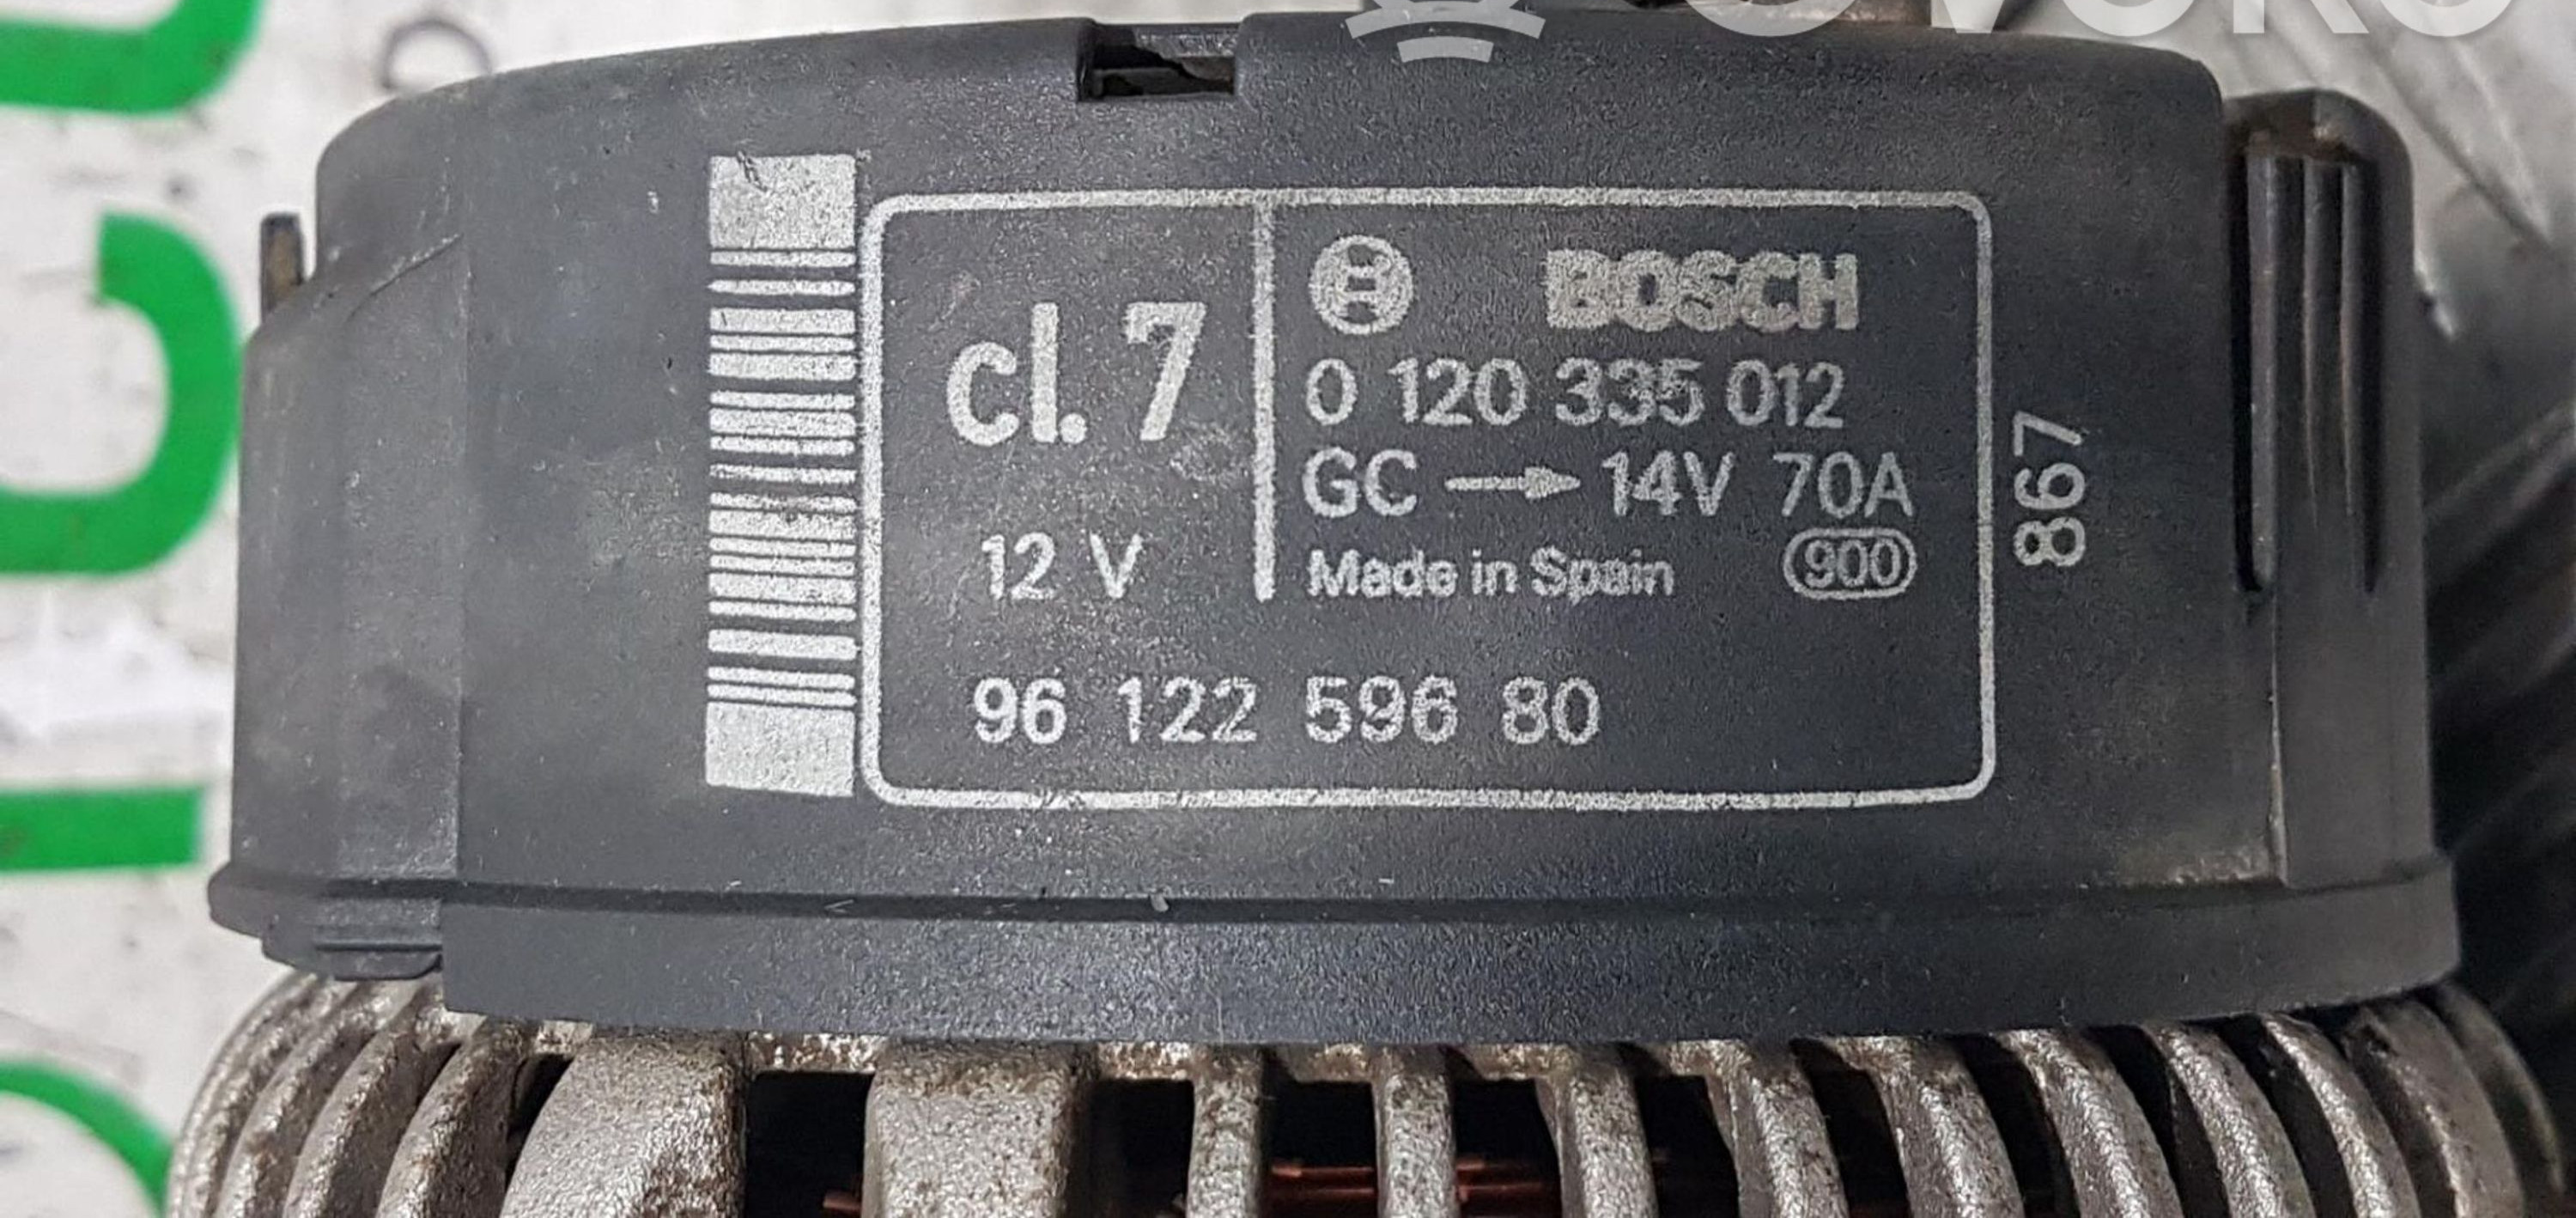 cl. 7
12 V
BOSCH
0 120 335 012
GC → 14V 70A
Made in Spain 900
96 122 596 80
867